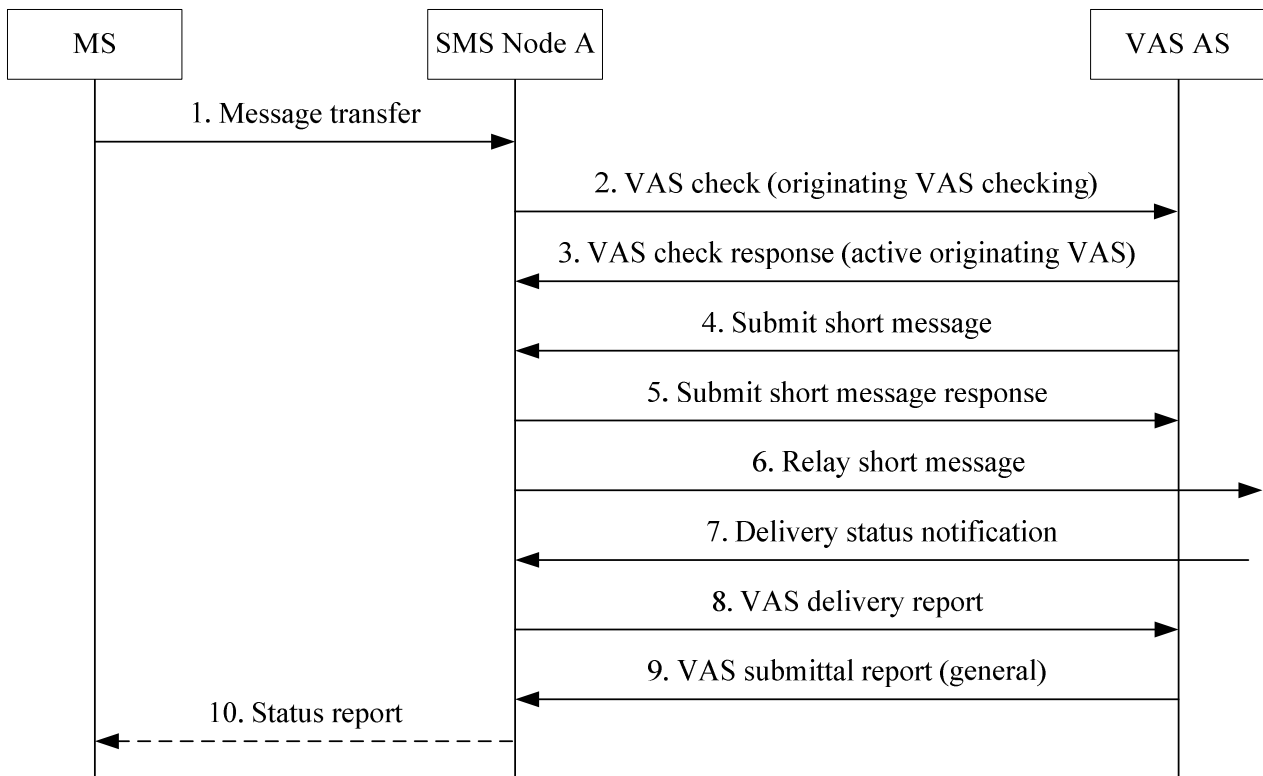 MS
SMS Node A
VAS AS
1. Message transfer
2. VAS check (originating VAS checking)
3. VAS check response (active originating VAS)
4. Submit short message
5. Submit short message response
6. Relay short message
7. Delivery status notification
8. VAS delivery report
9. VAS submittal report (general)
10. Status report